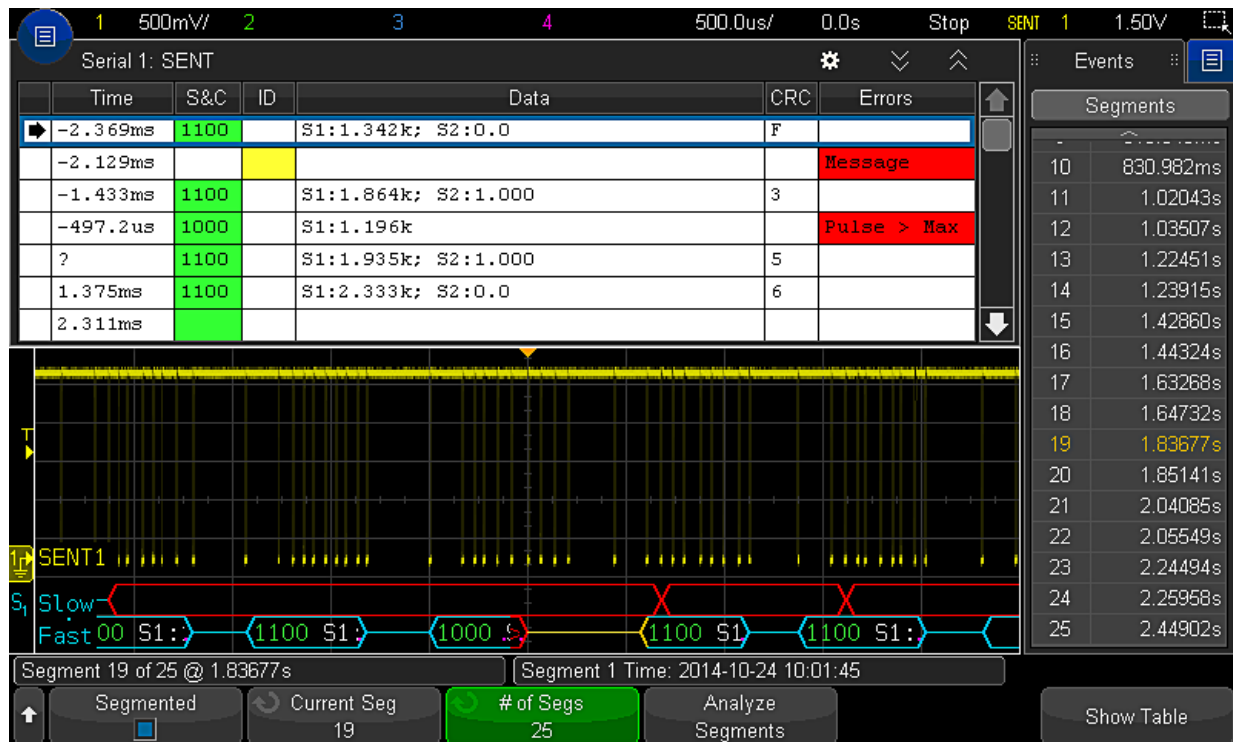 1 500mV/ 2 3 4 500.0us/ 0.0s Stop SENT 1 1.50V
Serial 1: SENT
Time S&C ID Data CRC Errors
-2.369ms 1100 S1:1.342k; S2:0.0 F
-2.129ms Message
-1.433ms 1100 S1:1.864k; S2:1.000 3
-497.2us 1000 S1:1.196k Pulse > Max
? 1100 S1:1.935k; S2:1.000 5
1.375ms 1100 S1:2.333k; S2:0.0 6
2.311ms
Events
Segments
10 830.982ms
11 1.02043s
12 1.03507s
13 1.22451s
14 1.23915s
15 1.42860s
16 1.44324s
17 1.63268s
18 1.64732s
19 1.83677s
20 1.85141s
21 2.04085s
22 2.05549s
23 2.24494s
24 2.25958s
25 2.44902s
T
1 SENT1
S1 Slow
Fast 00 S1: 1100 S1: 1000 S 1100 S1 1100 S1:
Segment 19 of 25 @ 1.83677s
Segment 1 Time: 2014-10-24 10:01:45
Segmented
Current Seg
19
# of Segs
25
Analyze
Segments
Show Table